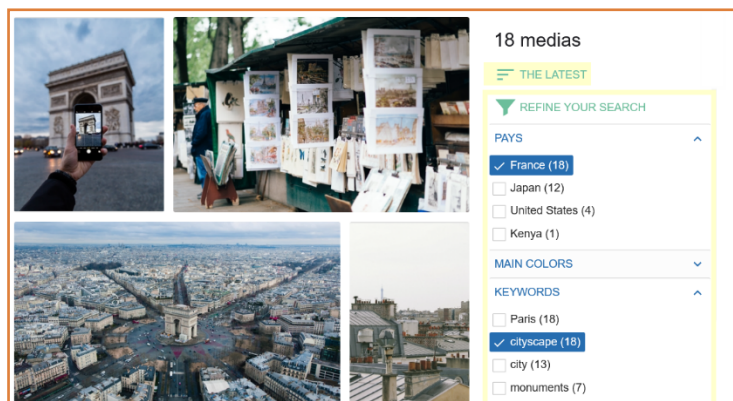 18 medias
THE LATEST
REFINE YOUR SEARCH
PAYS
France (18)
Japan (12)
United States (4)
Kenya (1)
MAIN COLORS
KEYWORDS
Paris (18)
cityscape (18)
city (13)
monuments (7)